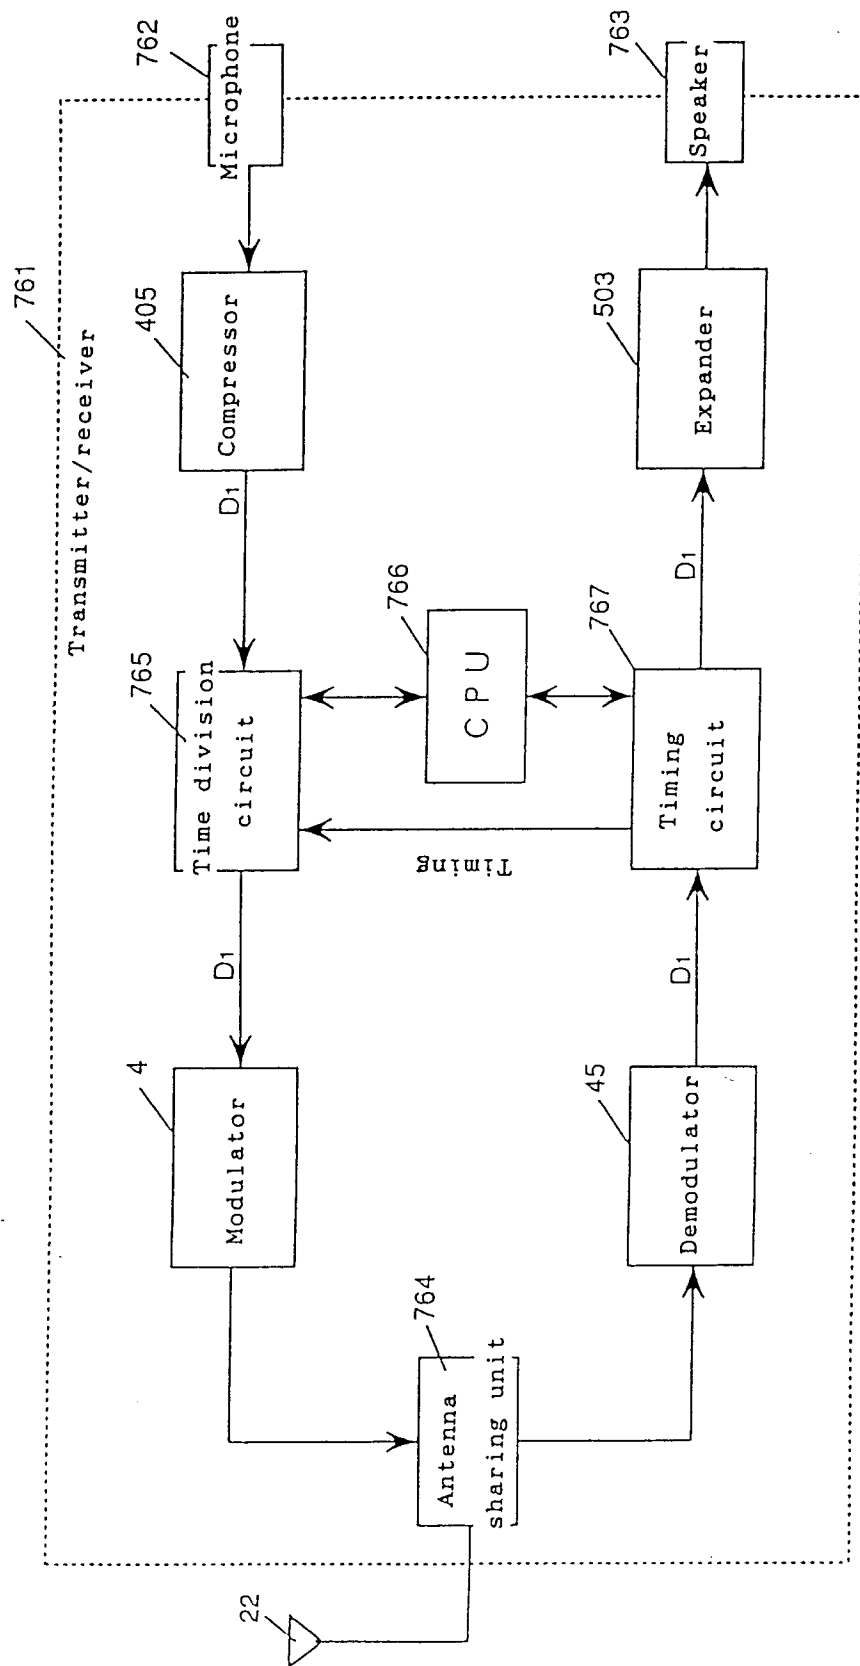 761
Transmitter/receiver
22
764
Antenna
sharing unit
4
Modulator
D1
765
Time division
circuit
D1
405
Compressor
762
Microphone
Timing
766
CPU
45
Demodulator
D1
767
Timing
circuit
D1
503
Expander
763
Speaker